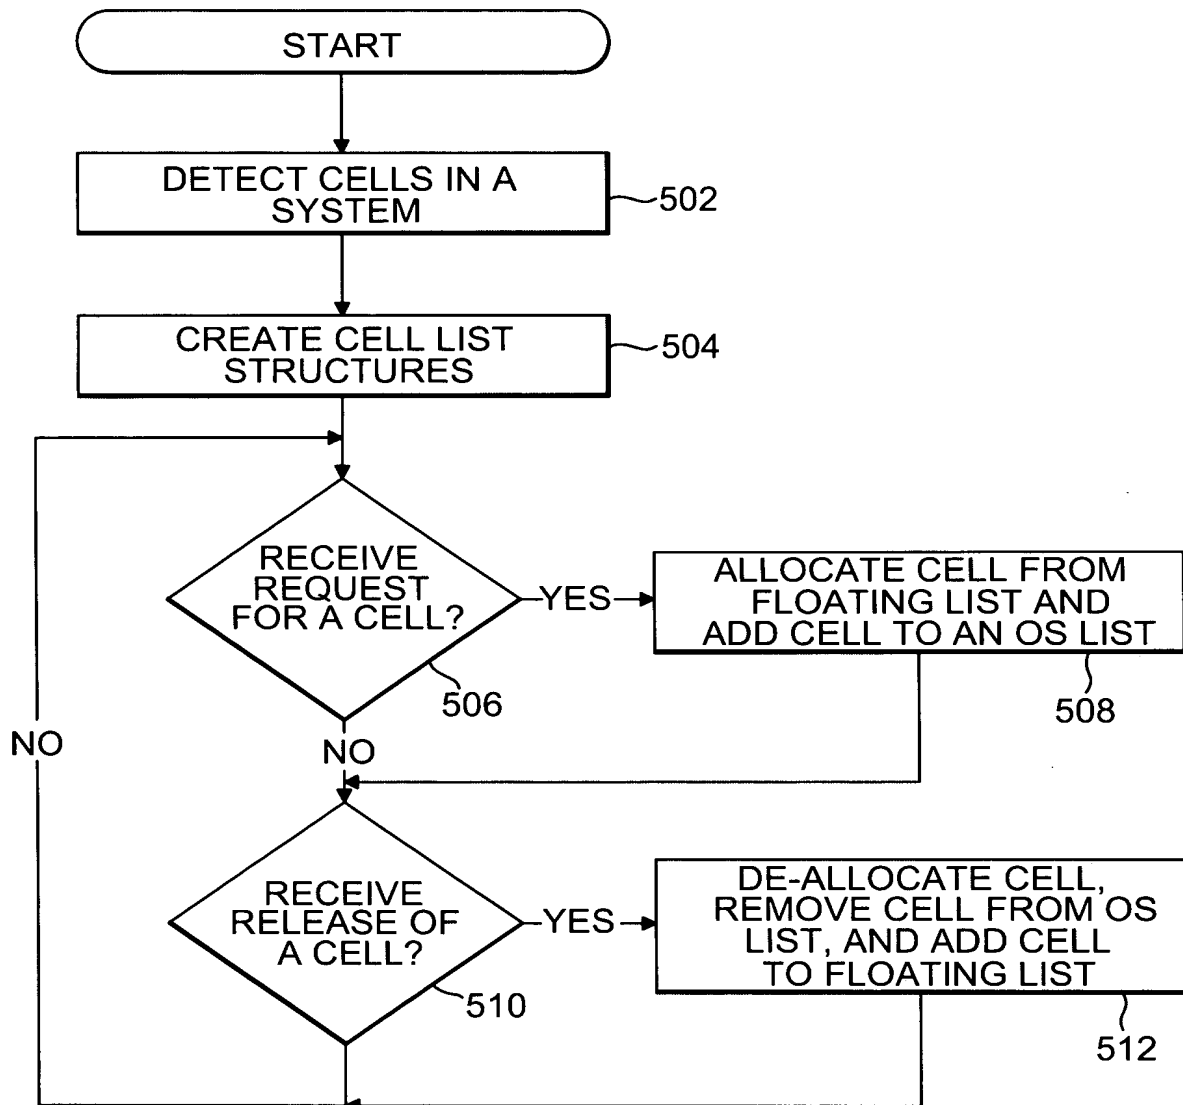 START
DETECT CELLS IN A
SYSTEM
502
CREATE CELL LIST
STRUCTURES
504
RECEIVE
REQUEST
FOR A CELL?
506
YES
ALLOCATE CELL FROM
FLOATING LIST AND
ADD CELL TO AN OS LIST
508
NO
NO
RECEIVE
RELEASE OF
A CELL?
510
YES
DE-ALLOCATE CELL,
REMOVE CELL FROM OS
LIST, AND ADD CELL
TO FLOATING LIST
512